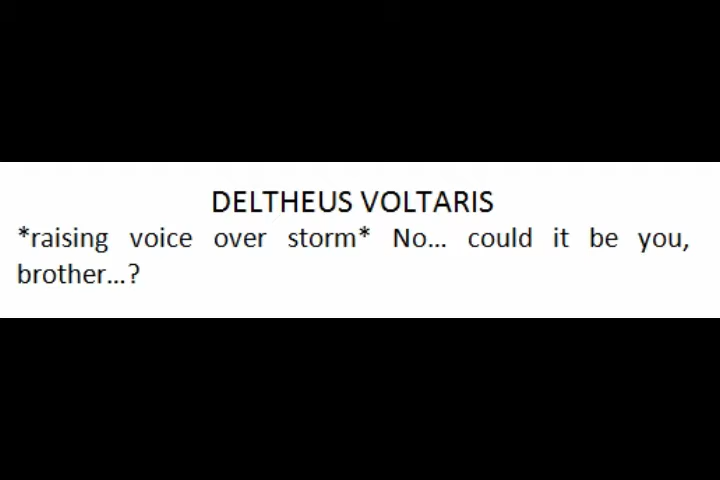 DELTHEUS VOLTARIS
*raising voice over storm* No... could it be you,
brother...?